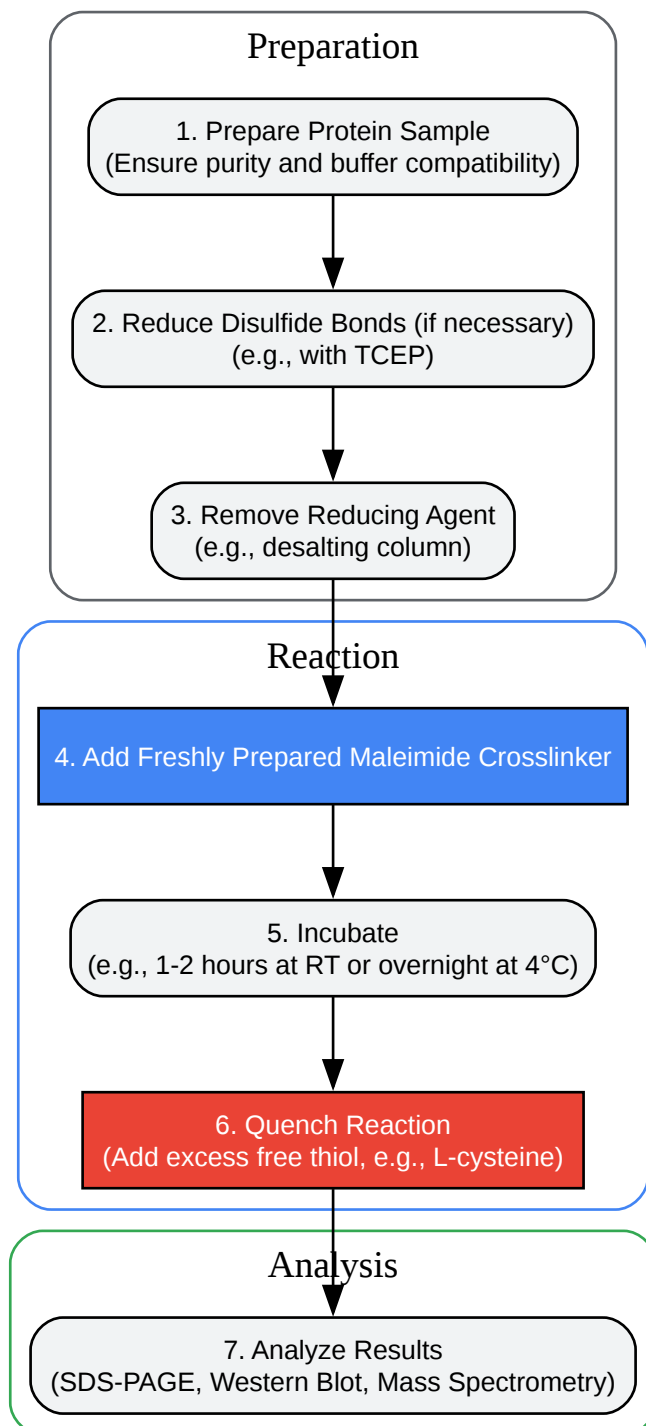 Preparation
1. Prepare Protein Sample
(Ensure purity and buffer compatibility)
2. Reduce Disulfide Bonds (if necessary)
(e.g., with TCEP)
3. Remove Reducing Agent
(e.g., desalting column)
Reaction
4. Add Freshly Prepared Maleimide Crosslinker
5. Incubate
(e.g., 1-2 hours at RT or overnight at 4°C)
6. Quench Reaction
(Add excess free thiol, e.g., L-cysteine)
Analysis
7. Analyze Results
(SDS-PAGE, Western Blot, Mass Spectrometry)